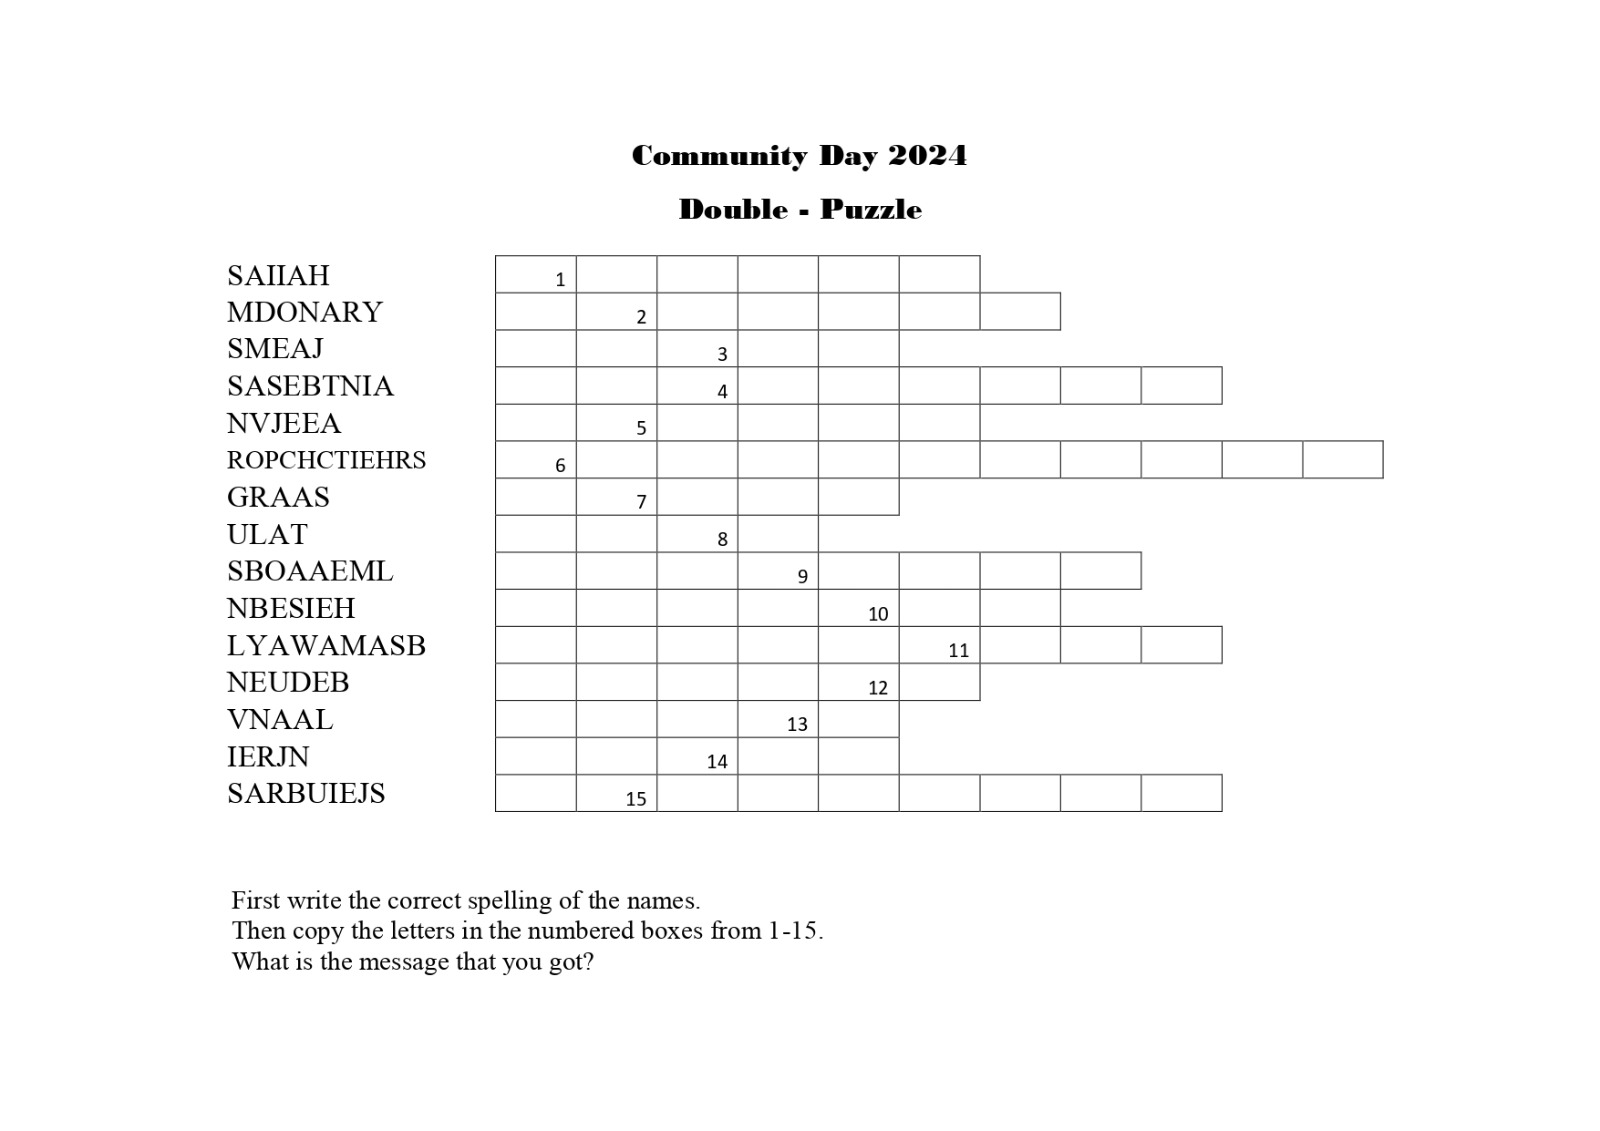 Community Day 2024
Double - Puzzle
SAIIAH 1
MDONARY 2
SMEAJ 3
SASEBTNIA 4
NVJEEA 5
ROPCHCTIEHRS 6
GRAAS 7
ULAT 8
SBOAAEML 9
NBESIEH 10
LYAWAMASB 11
NEUDEB 12
VNAAL 13
IERJN 14
SARBUIEJS 15
First write the correct spelling of the names.
Then copy the letters in the numbered boxes from 1-15.
What is the message that you got?